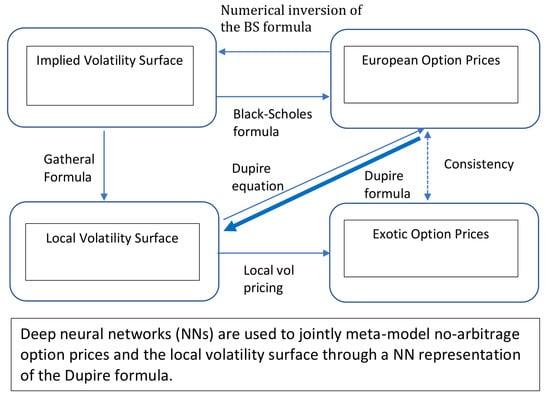 Numerical inversion of
the BS formula
Implied Volatility Surface
European Option Prices
Black-Scholes
formula
Gatheral
Formula
Dupire
equation
Dupire
formula
Consistency
Local Volatility Surface
Exotic Option Prices
Local vol
pricing
Deep neural networks (NNs) are used to jointly meta-model no-arbitrage
option prices and the local volatility surface through a NN representation
of the Dupire formula.